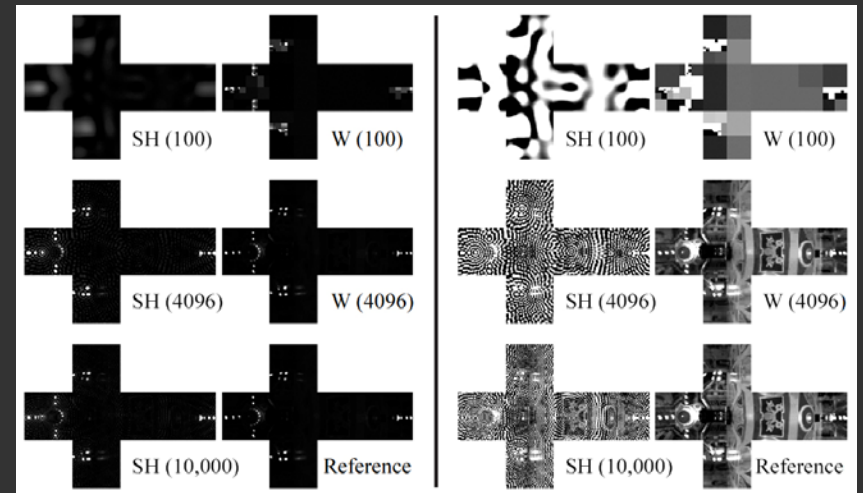 SH (100) W (100) SH (100) W (100)
SH (4096) W (4096) SH (4096) W (4096)
SH (10,000) Reference SH (10,000) Reference